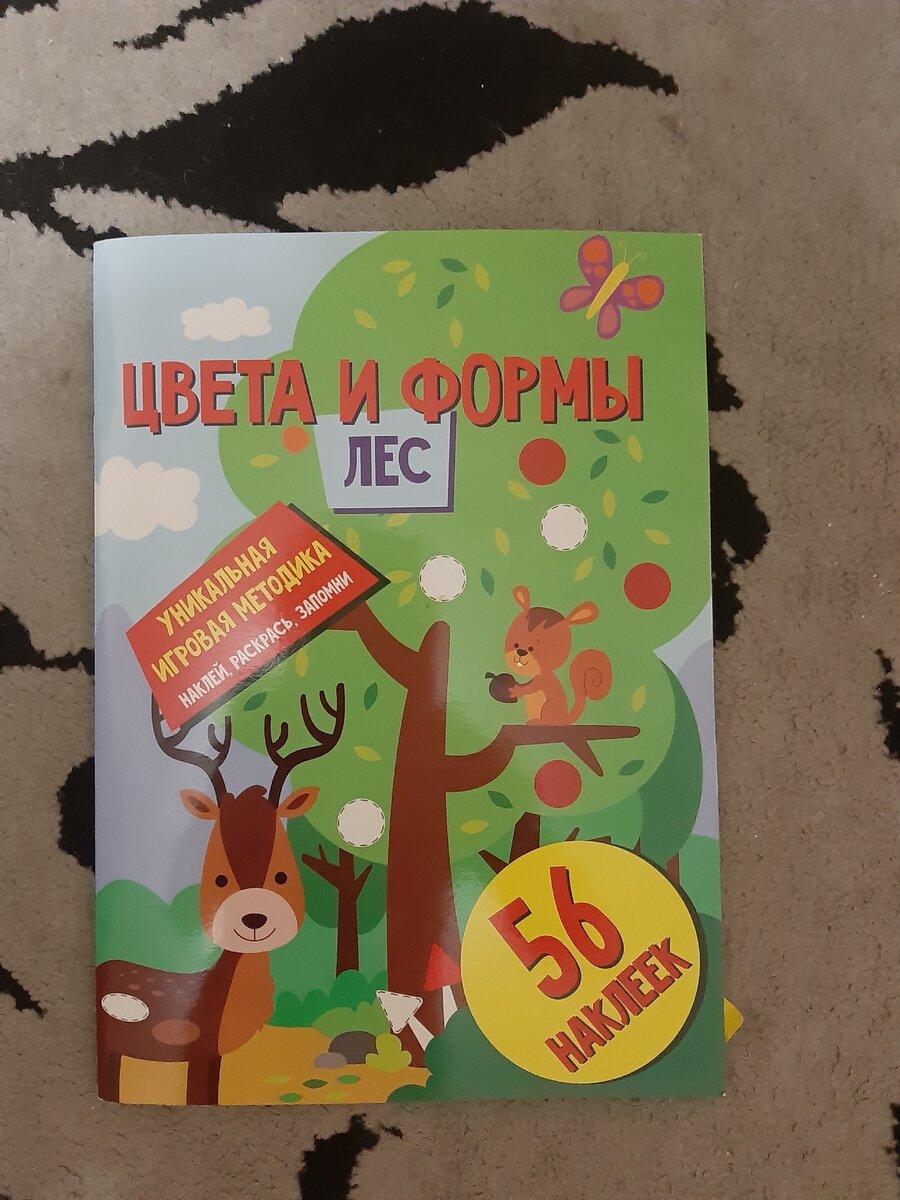 ЦВЕТА И ФОРМЫ
ЛЕС
УНИКАЛЬНАЯ
ИГРОВАЯ МЕТОДИКА
НАКЛЕЙ, РАСКРАСЬ, ЗАПОМНИ
56
НАКЛЕЕК